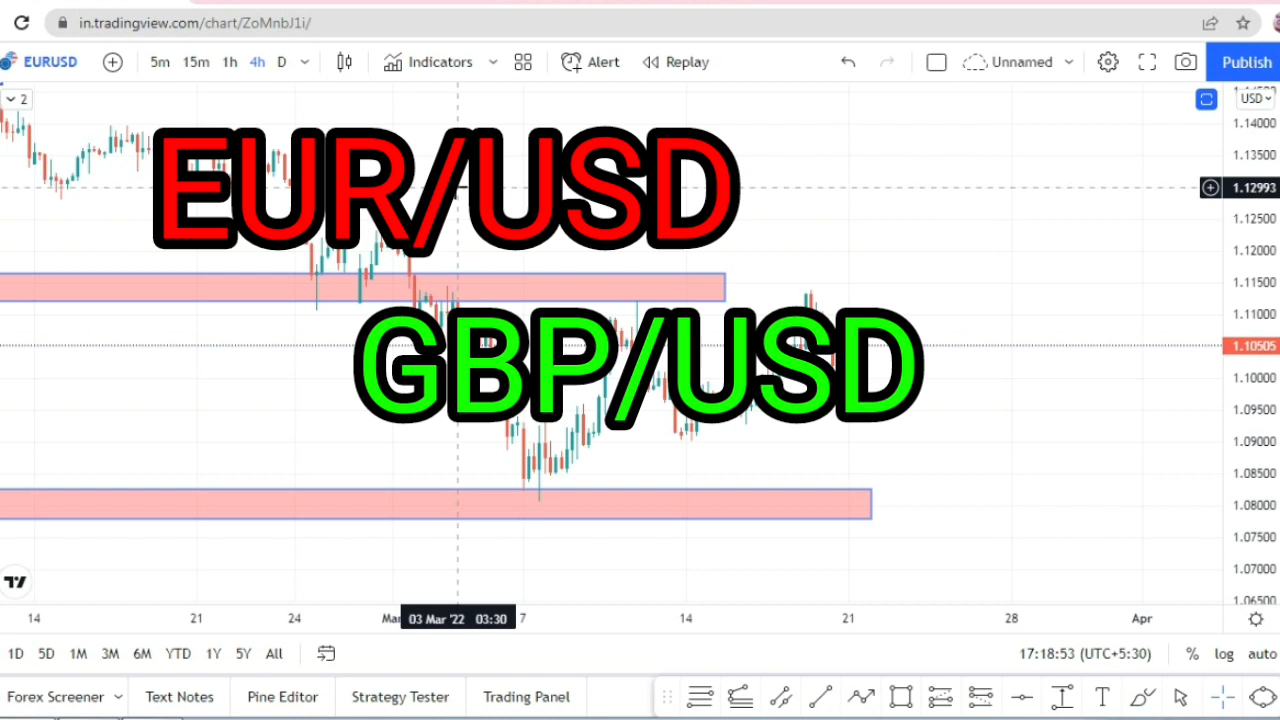 in.tradingview.com/chart/ZoMnbJ1i/
EURUSD 5m 15m 1h 4h D Indicators Alert Replay Unnamed Publish
2 USD
1.14000
1.13500
1.12993
1.12500
1.12000
1.11500
1.11000
1.10505
1.10000
1.09500
1.09000
1.08500
1.08000
1.07500
1.07000
1.06500
EUR/USD
GBP/USD
14 21 24 Mar 03 Mar '22 03:30 7 14 21 28 Apr
1D 5D 1M 3M 6M YTD 1Y 5Y All 17:18:53 (UTC+5:30) % log auto
Forex Screener Text Notes Pine Editor Strategy Tester Trading Panel